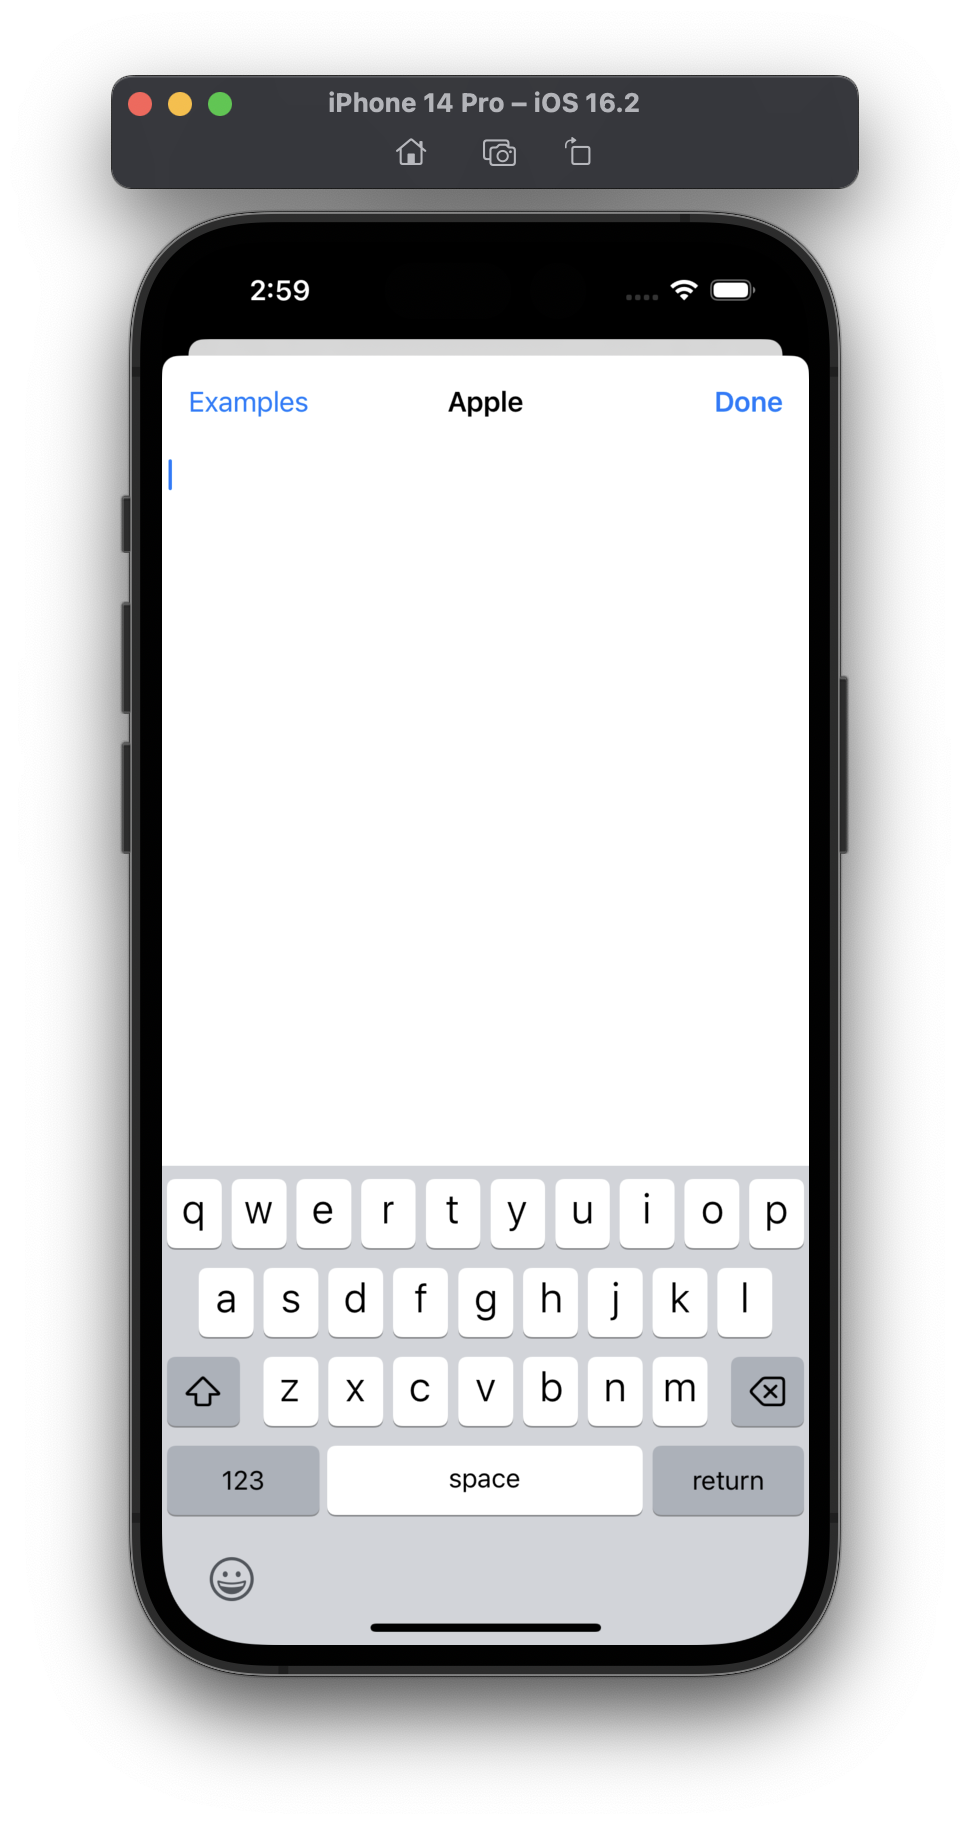 iPhone 14 Pro – iOS 16.2
2:59
Examples Apple Done
q w e r t y u i o p
a s d f g h j k l
z x c v b n m
123 space return